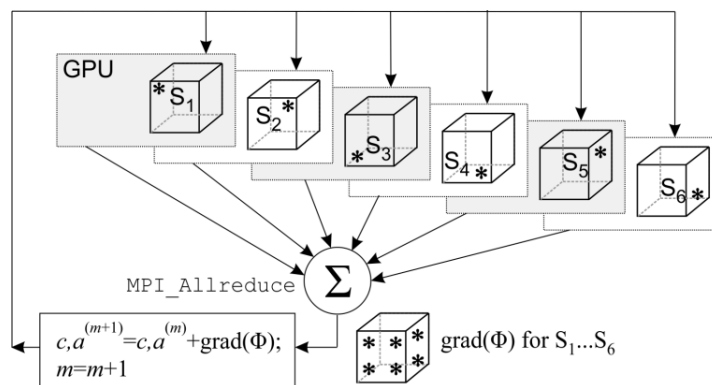 GPU
* S₁
S₂ *
* S₃
S₄ *
S₅ *
S₆ *
MPI_Allreduce
Σ
c,a⁽ᵐ⁺¹⁾=c,a⁽ᵐ⁾+grad(Φ);
m=m+1
* * *
* * *
grad(Φ) for S₁...S₆